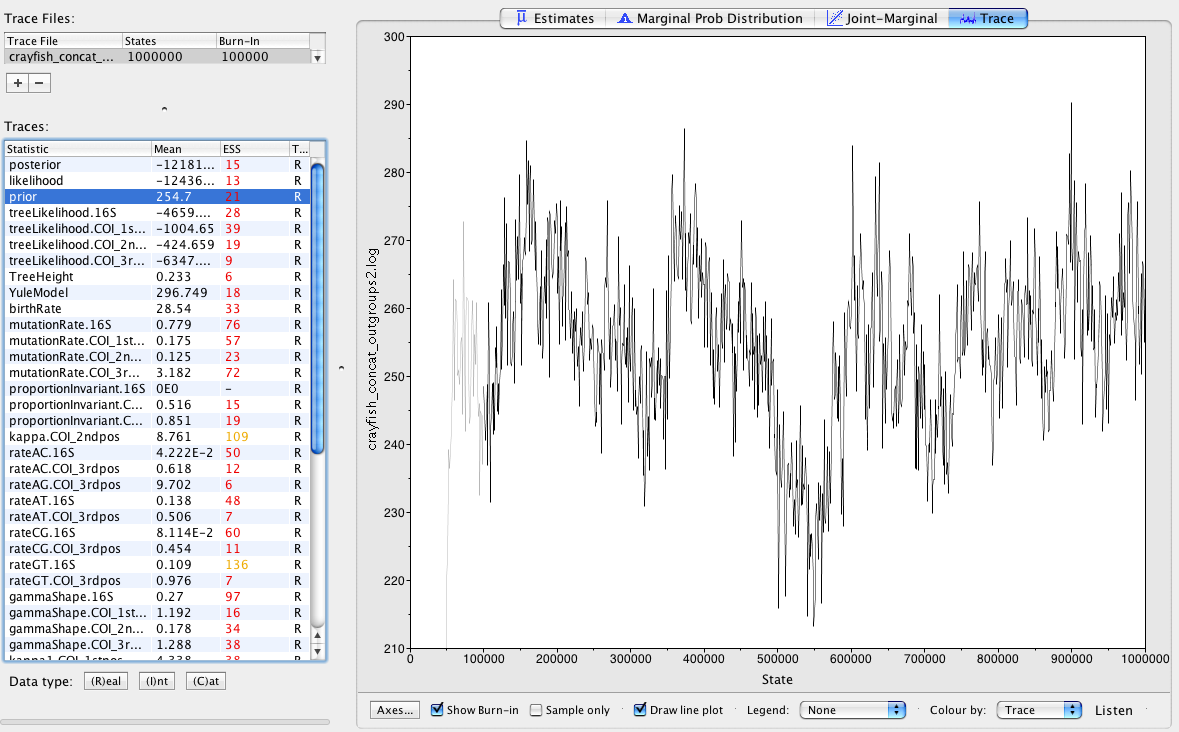 Trace Files:
Trace File States Burn-In
crayfish_concat_... 1000000 100000
+ −
Traces:
Statistic Mean ESS T...
posterior -12181... 15 R
likelihood -12436... 13 R
prior 254.7 21 R
treeLikelihood.16S -4659.... 28 R
treeLikelihood.COI_1s... -1004.65 39 R
treeLikelihood.COI_2n... -424.659 19 R
treeLikelihood.COI_3r... -6347.... 9 R
TreeHeight 0.233 6 R
YuleModel 296.749 18 R
birthRate 28.54 33 R
mutationRate.16S 0.779 76 R
mutationRate.COI_1st... 0.175 57 R
mutationRate.COI_2n... 0.125 23 R
mutationRate.COI_3r... 3.182 72 R
proportionInvariant.16S 0E0 - R
proportionInvariant.C... 0.516 15 R
proportionInvariant.C... 0.851 19 R
kappa.COI_2ndpos 8.761 109 R
rateAC.16S 4.222E-2 50 R
rateAC.COI_3rdpos 0.618 12 R
rateAG.COI_3rdpos 9.702 6 R
rateAT.16S 0.138 48 R
rateAT.COI_3rdpos 0.506 7 R
rateCG.16S 8.114E-2 60 R
rateCG.COI_3rdpos 0.454 11 R
rateGT.16S 0.109 136 R
rateGT.COI_3rdpos 0.976 7 R
gammaShape.16S 0.27 97 R
gammaShape.COI_1st... 1.192 16 R
gammaShape.COI_2n... 0.178 34 R
gammaShape.COI_3r... 1.288 38 R
kappa1.COI_1stpos 4.338 38 R
Data type: (R)eal (I)nt (C)at
Estimates Marginal Prob Distribution Joint-Marginal Trace
300
290
280
270
260
250
240
230
220
210
crayfish_concat_outgroups2.log
0 100000 200000 300000 400000 500000 600000 700000 800000 900000 1000000
State
Axes... Show Burn-in Sample only Draw line plot Legend: None Colour by: Trace Listen